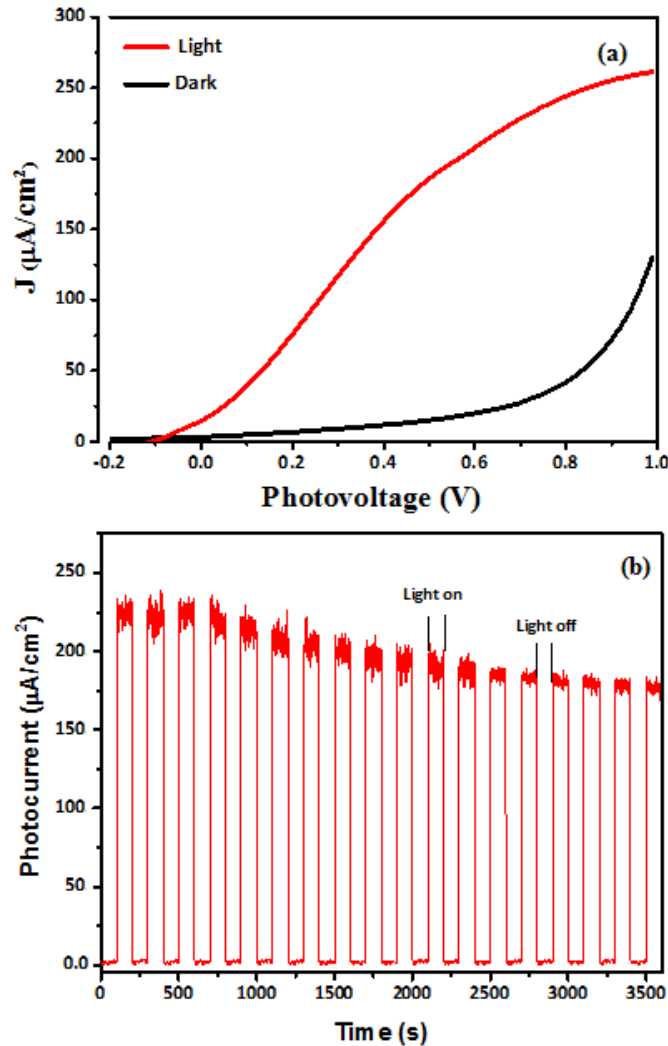 300
250
200
150
100
50
0
J (µA/cm²)
Light
Dark
(a)
-0.2 0.0 0.2 0.4 0.6 0.8 1.0
Photovoltage (V)
250
200
150
100
50
0.0
Photocurrent (µA/cm²)
(b)
Light on
Light off
0 500 1000 1500 2000 2500 3000 3500
Time (s)